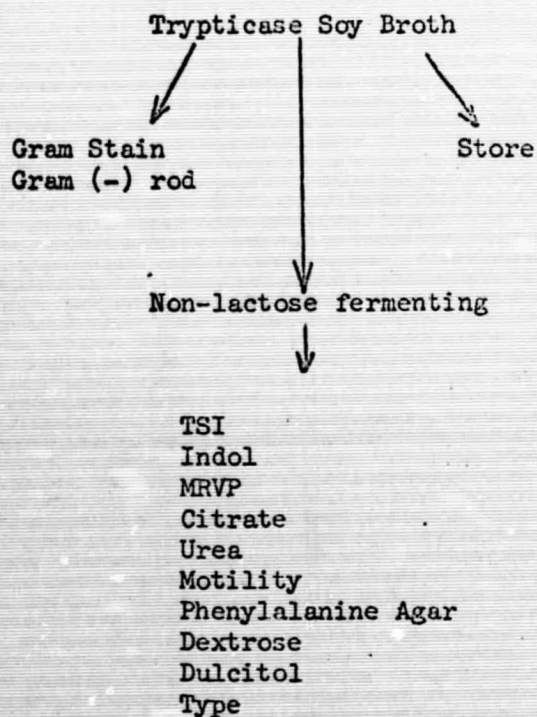 Trypticase Soy Broth
Gram Stain
Gram (-) rod
Store
Non-lactose fermenting
TSI
Indol
MRVP
Citrate
Urea
Motility
Phenylalanine Agar
Dextrose
Dulcitol
Type